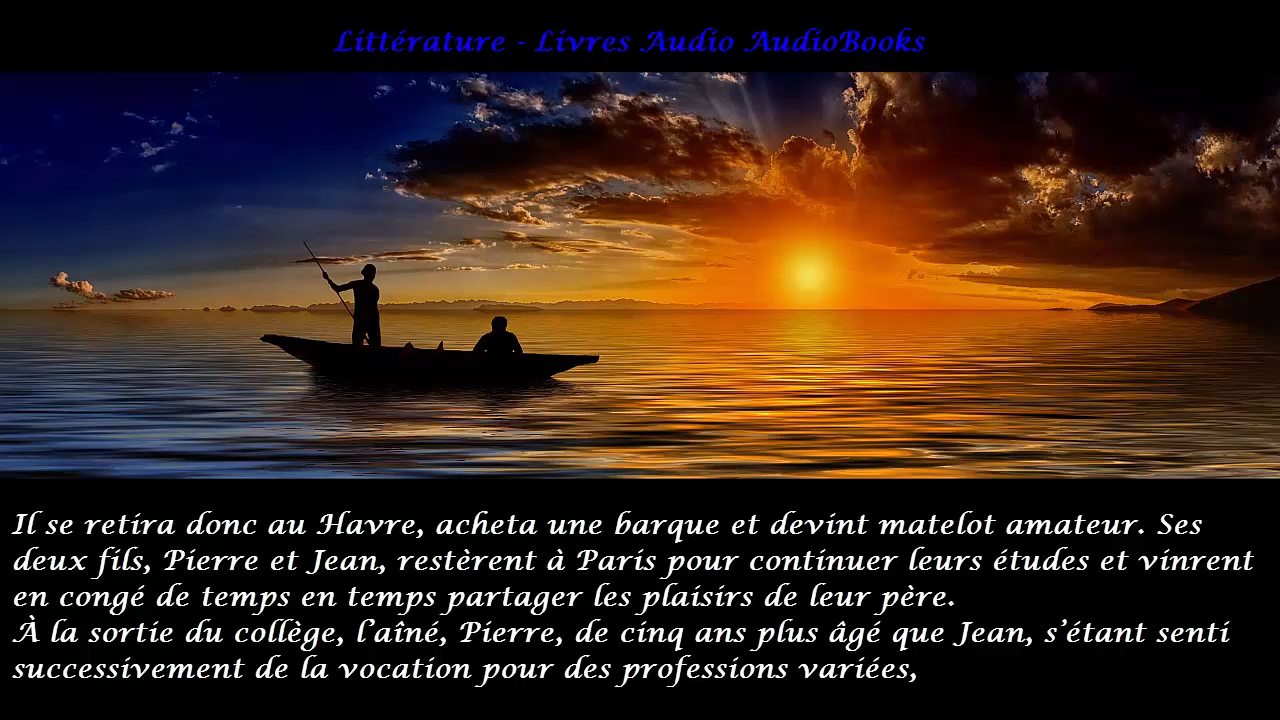 Littérature - Livres Audio AudioBooks
Il se retira donc au Havre, acheta une barque et devint matelot amateur. Ses
deux fils, Pierre et Jean, restèrent à Paris pour continuer leurs études et vinrent
en congé de temps en temps partager les plaisirs de leur père.
À la sortie du collège, l’aîné, Pierre, de cinq ans plus âgé que Jean, s’étant senti
successivement de la vocation pour des professions variées,